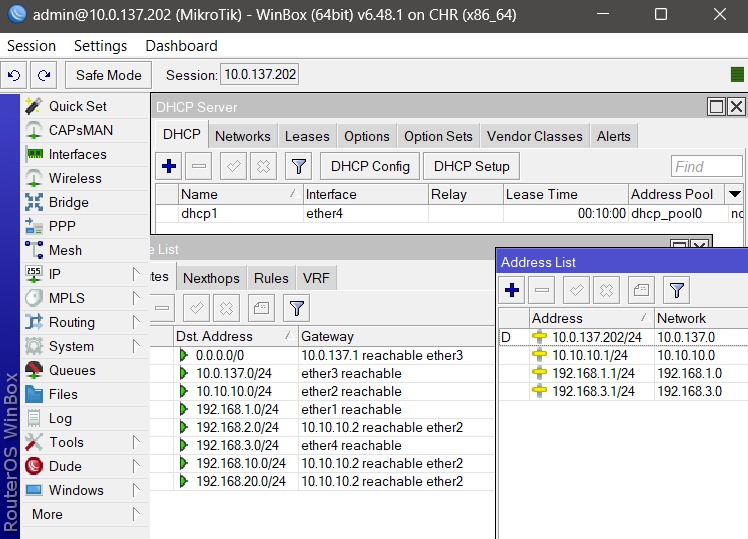 admin@10.0.137.202 (MikroTik) - WinBox (64bit) v6.48.1 on CHR (x86_64)
Session Settings Dashboard
Safe Mode Session: 10.0.137.202
RouterOS WinBox
Quick Set
CAPsMAN
Interfaces
Wireless
Bridge
PPP
Mesh
IP
MPLS
Routing
System
Queues
Files
Log
Tools
Dude
Windows
More
DHCP Server
DHCP Networks Leases Options Option Sets Vendor Classes Alerts
DHCP Config DHCP Setup Find
Name Interface Relay Lease Time Address Pool
dhcp1 ether4 00:10:00 dhcp_pool0 no
e List
tes Nexthops Rules VRF
Dst. Address Gateway
0.0.0.0/0 10.0.137.1 reachable ether3
10.0.137.0/24 ether3 reachable
10.10.10.0/24 ether2 reachable
192.168.1.0/24 ether1 reachable
192.168.2.0/24 10.10.10.2 reachable ether2
192.168.3.0/24 ether4 reachable
192.168.10.0/24 10.10.10.2 reachable ether2
192.168.20.0/24 10.10.10.2 reachable ether2
Address List
Address Network
D 10.0.137.202/24 10.0.137.0
10.10.10.1/24 10.10.10.0
192.168.1.1/24 192.168.1.0
192.168.3.1/24 192.168.3.0